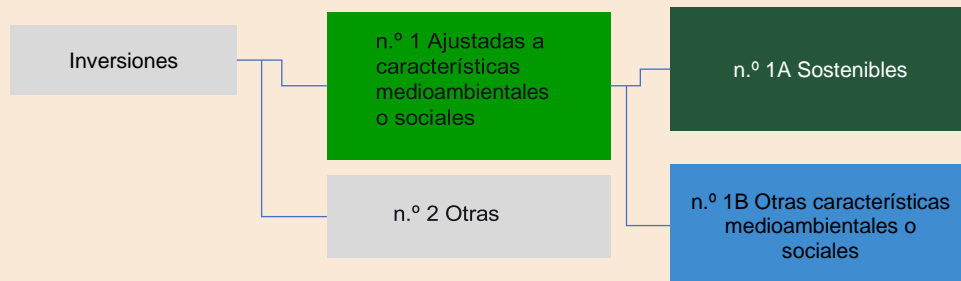 Inversiones
n.º 1 Ajustadas a
características
medioambientales
o sociales
n.º 2 Otras
n.º 1A Sostenibles
n.º 1B Otras características
medioambientales o
sociales